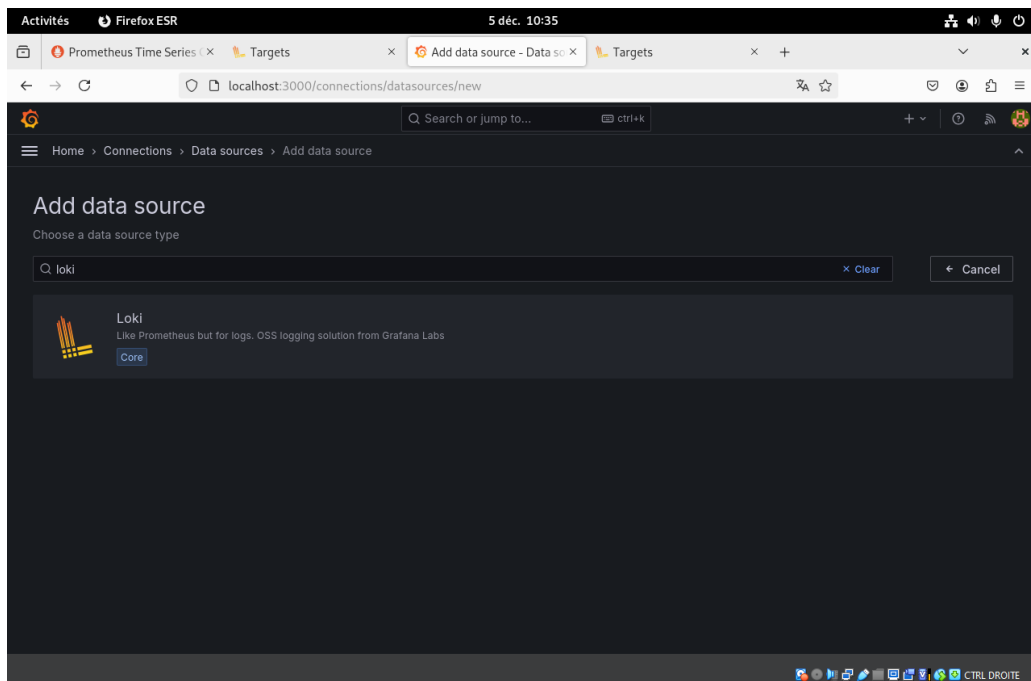 Activités Firefox ESR 5 déc. 10:35
Prometheus Time Series Targets Add data source - Data so Targets
localhost:3000/connections/datasources/new
Search or jump to... ctrl+k
Home › Connections › Data sources › Add data source
Add data source
Choose a data source type
loki Clear Cancel
Loki
Like Prometheus but for logs. OSS logging solution from Grafana Labs
Core
CTRL DROITE